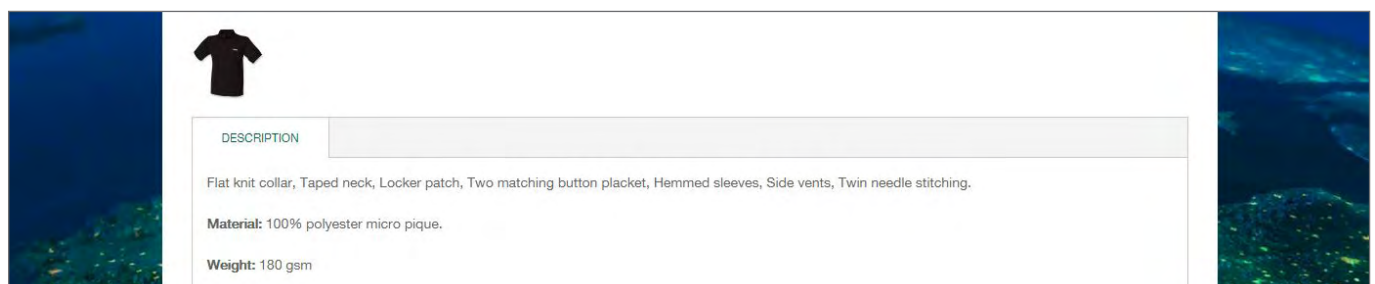 DESCRIPTION
Flat knit collar, Taped neck, Locker patch, Two matching button placket, Hemmed sleeves, Side vents, Twin needle stitching.
Material: 100% polyester micro pique.
Weight: 180 gsm